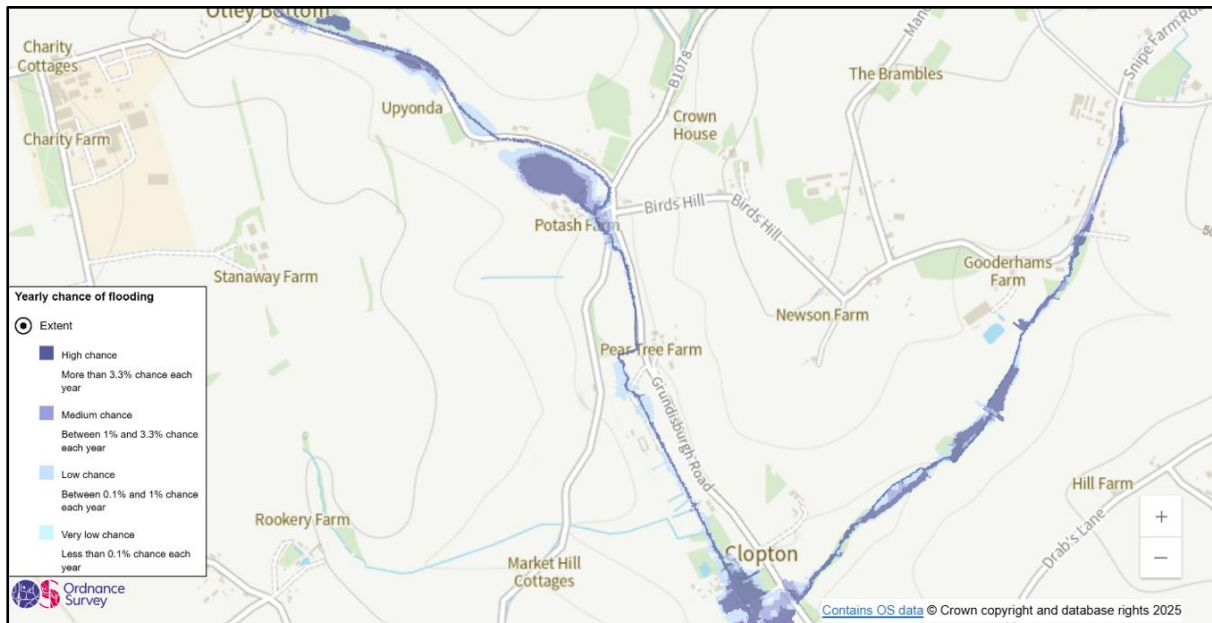 Otley Bottom
Charity
Cottages
Charity Farm
Upyonda
B1078
Crown
House
The Brambles
Snipe Farm
Birds Hill
Birds Hill
Potash Farm
Stanaway Farm
Gooderhams
Farm
Newson Farm
Pear Tree Farm
Grundisburgh Road
Hill Farm
Drab's Lane
Rookery Farm
Market Hill
Cottages
Clopton
Yearly chance of flooding
Extent
High chance
More than 3.3% chance each
year
Medium chance
Between 1% and 3.3% chance
each year
Low chance
Between 0.1% and 1% chance
each year
Very low chance
Less than 0.1% chance each
year
Ordnance
Survey
+
−
Contains OS data © Crown copyright and database rights 2025